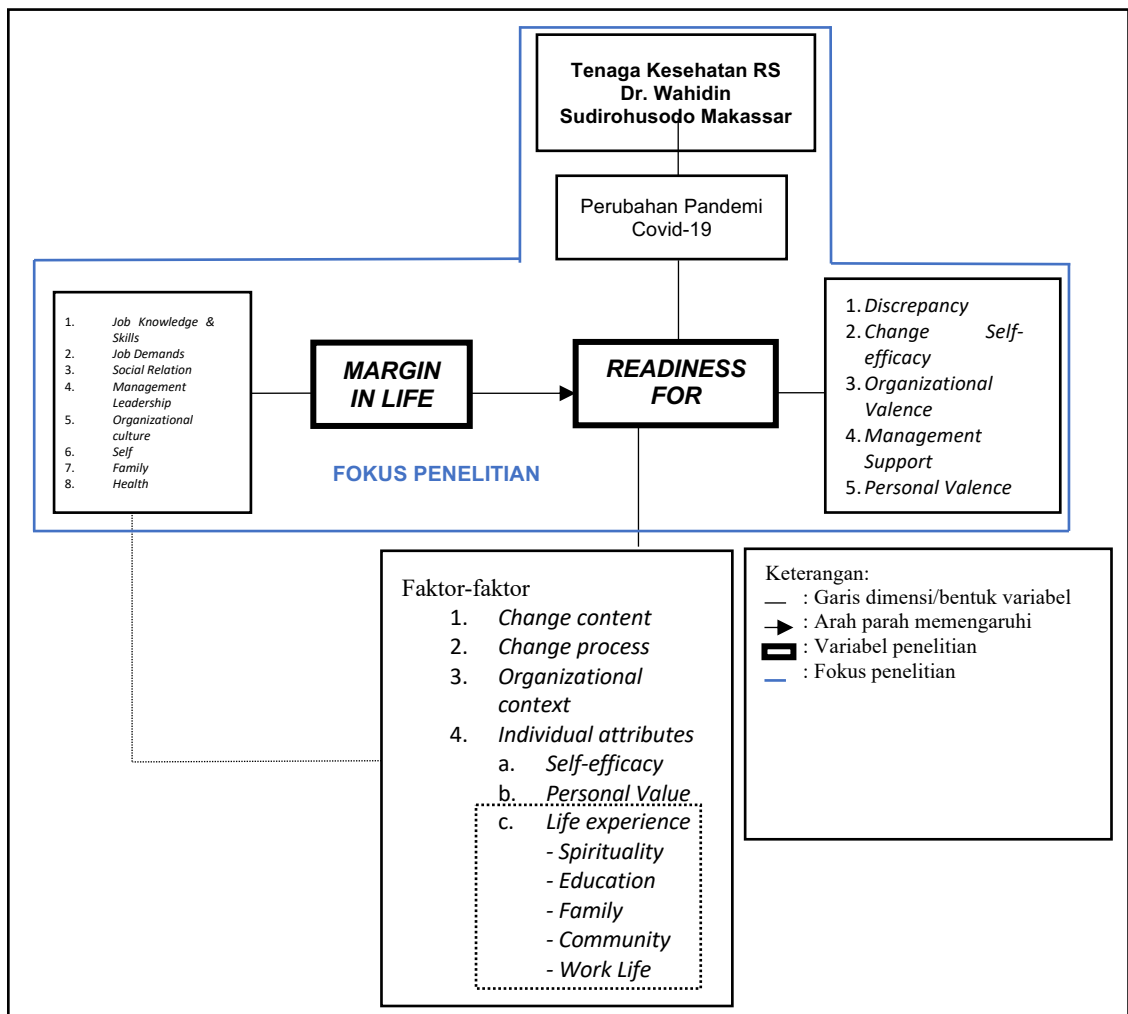 Tenaga Kesehatan RS
Dr. Wahidin
Sudirohusodo Makassar
Perubahan Pandemi
Covid-19
1. Job Knowledge &
Skills
2. Job Demands
3. Social Relation
4. Management
Leadership
5. Organizational
culture
6. Self
7. Family
8. Health
MARGIN
IN LIFE
READINESS
FOR
1. Discrepancy
2. Change Self-
efficacy
3. Organizational
Valence
4. Management
Support
5. Personal Valence
FOKUS PENELITIAN
Faktor-faktor
1. Change content
2. Change process
3. Organizational
context
4. Individual attributes
a. Self-efficacy
b. Personal Value
c. Life experience
- Spirituality
- Education
- Family
- Community
- Work Life
Keterangan:
: Garis dimensi/bentuk variabel
: Arah parah memengaruhi
: Variabel penelitian
: Fokus penelitian